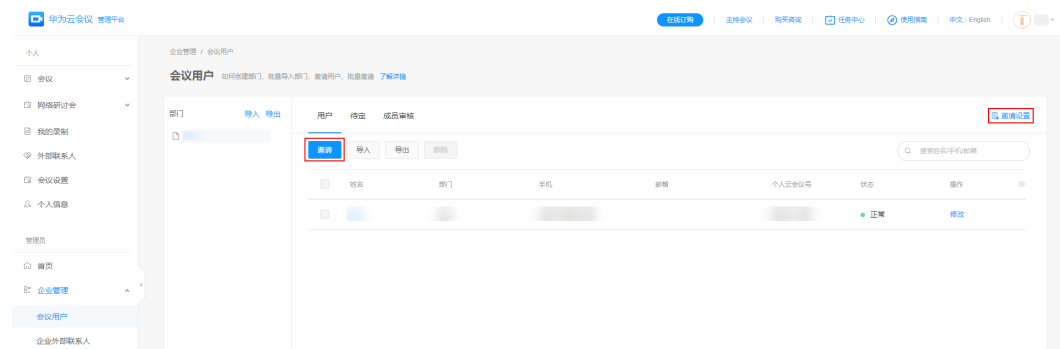 华为云会议 管理平台
在线订购 主持会议 购买咨询 任务中心 使用指南 中文 | English
个人
会议
网络研讨会
我的录制
外部联系人
会议设置
个人信息
管理员
首页
企业管理
会议用户
企业外部联系人
企业管理 / 会议用户
会议用户 如何创建部门, 批量导入部门, 邀请用户, 批量邀请 了解详情
部门 导入 导出
用户 待定 成员审核 邀请设置
邀请 导入 导出 移除 搜索姓名/手机/邮箱
姓名 部门 手机 邮箱 个人云会议号 状态 操作
正常 修改